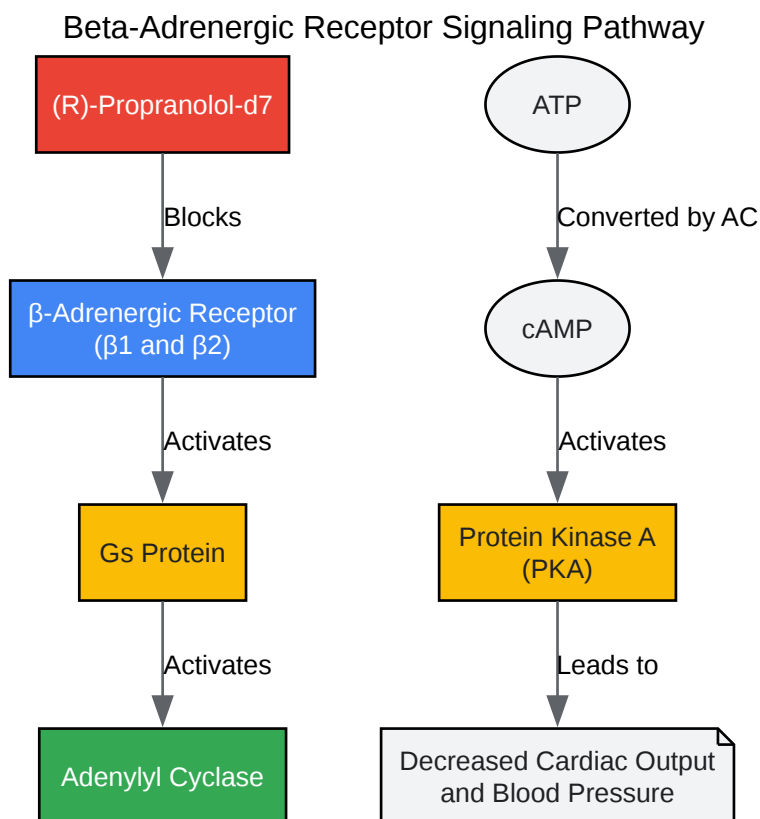 Beta-Adrenergic Receptor Signaling Pathway
(R)-Propranolol-d7
Blocks
β-Adrenergic Receptor
(β1 and β2)
Activates
Gs Protein
Activates
Adenylyl Cyclase
ATP
Converted by AC
cAMP
Activates
Protein Kinase A
(PKA)
Leads to
Decreased Cardiac Output
and Blood Pressure